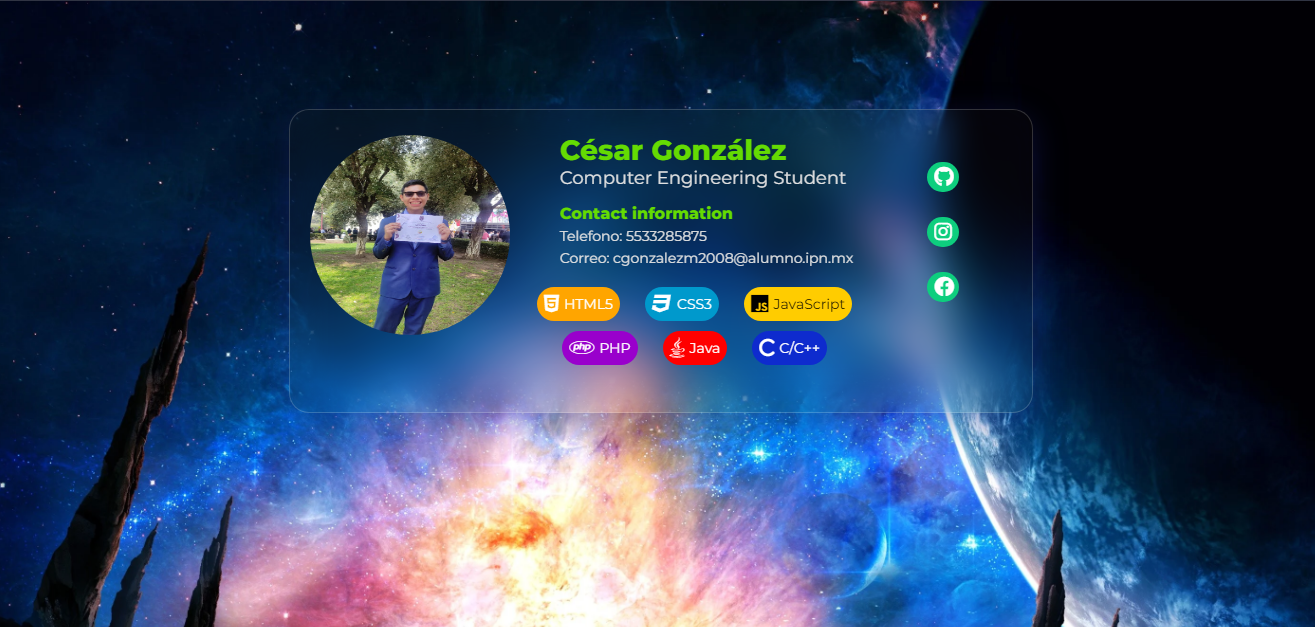 César González
Computer Engineering Student
Contact information
Telefono: 5533285875
Correo: cgonzalezm2008@alumno.ipn.mx
HTML5 CSS3 JS JavaScript
php PHP Java C/C++